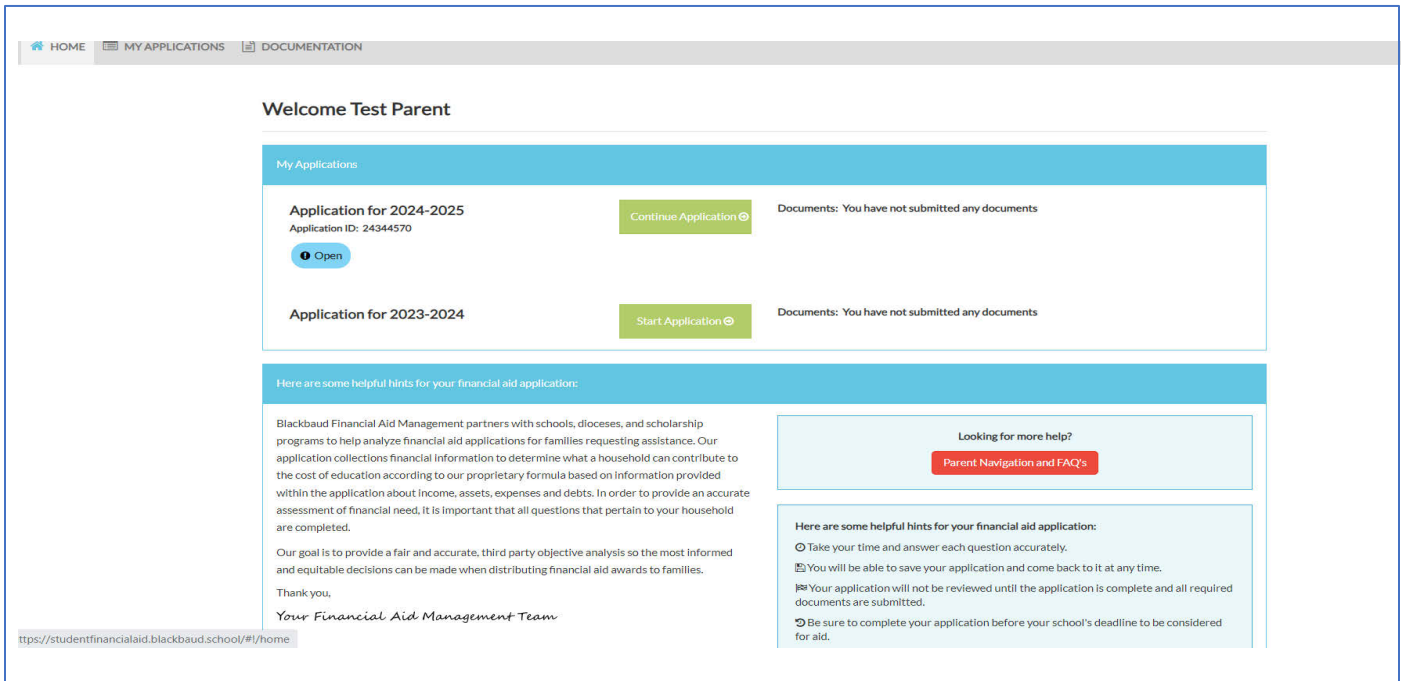 HOME MY APPLICATIONS DOCUMENTATION
Welcome Test Parent
My Applications
Application for 2024-2025
Application ID: 24344570
Open
Continue Application
Documents: You have not submitted any documents
Application for 2023-2024
Start Application
Documents: You have not submitted any documents
Here are some helpful hints for your financial aid application:
Blackbaud Financial Aid Management partners with schools, dioceses, and scholarship
programs to help analyze financial aid applications for families requesting assistance. Our
application collections financial information to determine what a household can contribute to
the cost of education according to our proprietary formula based on information provided
within the application about income, assets, expenses and debts. In order to provide an accurate
assessment of financial need, it is important that all questions that pertain to your household
are completed.
Our goal is to provide a fair and accurate, third party objective analysis so the most informed
and equitable decisions can be made when distributing financial aid awards to families.
Thank you,
Your Financial Aid Management Team
Looking for more help?
Parent Navigation and FAQ's
Here are some helpful hints for your financial aid application:
Take your time and answer each question accurately.
You will be able to save your application and come back to it at any time.
Your application will not be reviewed until the application is complete and all required
documents are submitted.
Be sure to complete your application before your school's deadline to be considered
for aid.
ttps://studentfinancialaid.blackbaud.school/#!/home